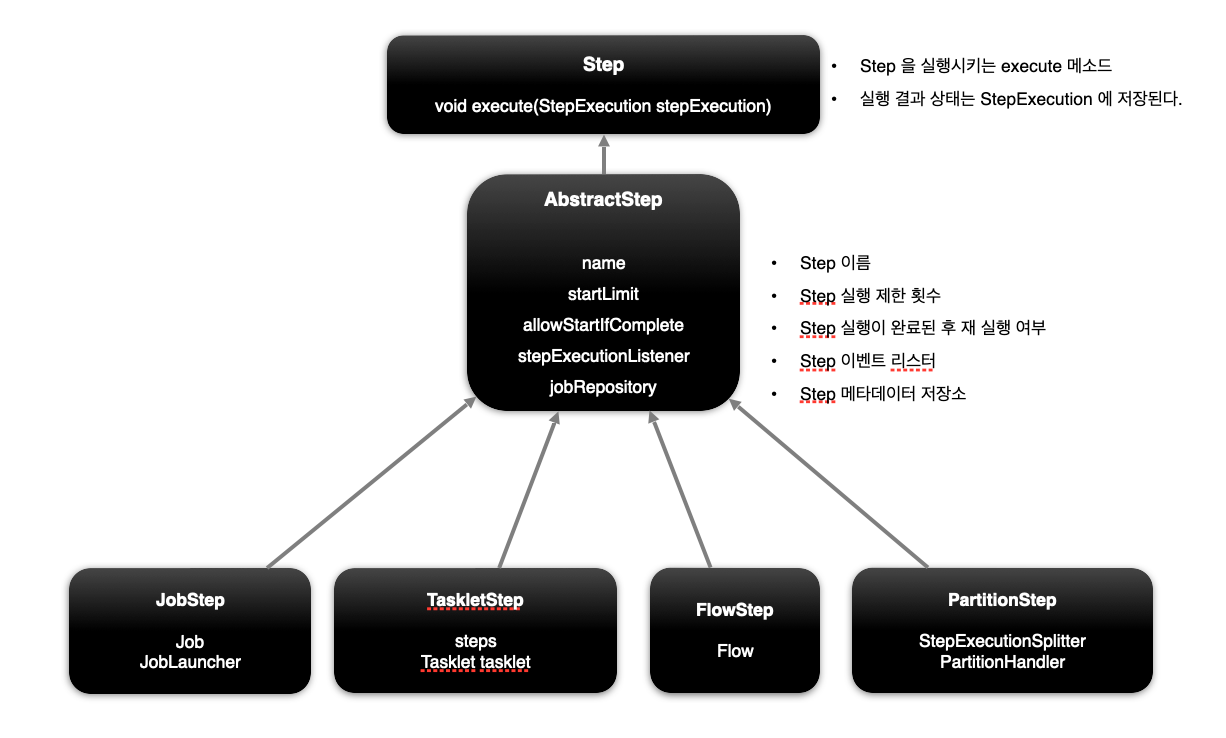 Step
void execute(StepExecution stepExecution)
• Step 을 실행시키는 execute 메소드
• 실행 결과 상태는 StepExecution 에 저장된다.
AbstractStep
name
startLimit
allowStartIfComplete
stepExecutionListener
jobRepository
• Step 이름
• Step 실행 제한 횟수
• Step 실행이 완료된 후 재 실행 여부
• Step 이벤트 리스터
• Step 메타데이터 저장소
JobStep
Job
JobLauncher
TaskletStep
steps
Tasklet tasklet
FlowStep
Flow
PartitionStep
StepExecutionSplitter
PartitionHandler